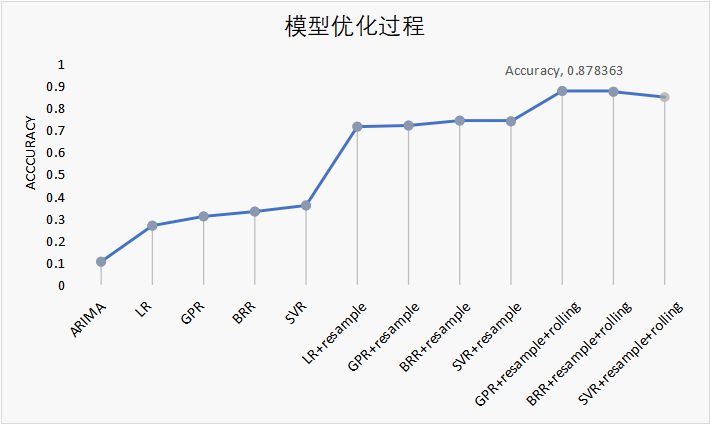 模型优化过程
Accuracy, 0.878363
ACCCURACY
1
0.9
0.8
0.7
0.6
0.5
0.4
0.3
0.2
0.1
0
ARIMA
LR
GPR
BRR
SVR
LR+resample
GPR+resample
BRR+resample
SVR+resample
GPR+resample+rolling
BRR+resample+rolling
SVR+resample+rolling